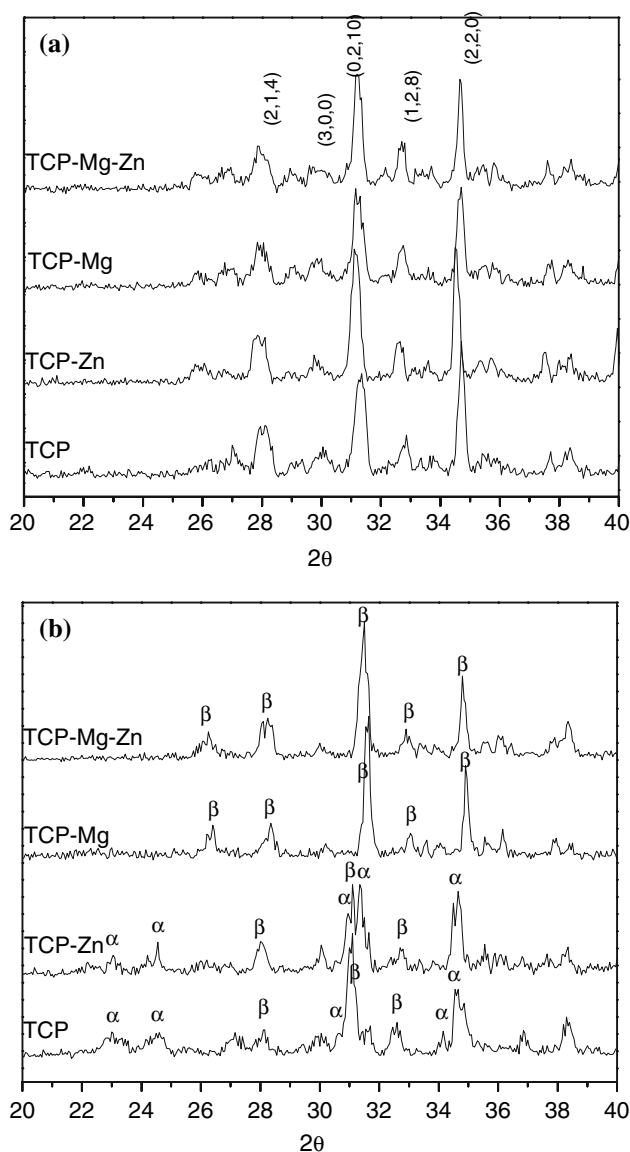 (a)
(2,1,4)
(3,0,0)
(0,2,10)
(1,2,8)
(2,2,0)
TCP-Mg-Zn
TCP-Mg
TCP-Zn
TCP
20 22 24 26 28 30 32 34 36 38 40
2θ
(b)
β β β β β
TCP-Mg-Zn
β β β β β
TCP-Mg
α α β α β α β α
TCP-Zn
α α β α β β α α
TCP
20 22 24 26 28 30 32 34 36 38 40
2θ